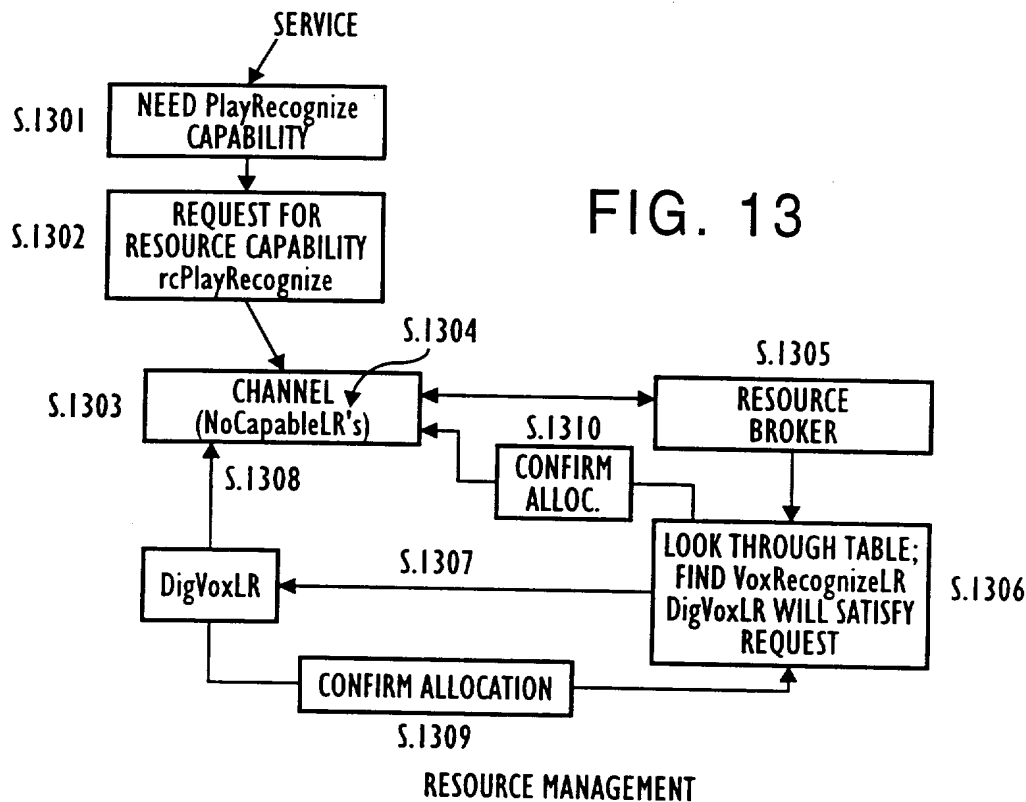 SERVICE
S.1301
NEED PlayRecognize
CAPABILITY
FIG. 13
S.1302
REQUEST FOR
RESOURCE CAPABILITY
rcPlayRecognize
S.1304
S.1305
S.1303
CHANNEL
(NoCapableLR's)
RESOURCE
BROKER
S.1310
CONFIRM
ALLOC.
S.1308
S.1307
DigVoxLR
LOOK THROUGH TABLE;
FIND VoxRecognizeLR
DigVoxLR WILL SATISFY
REQUEST
S.1306
CONFIRM ALLOCATION
S.1309
RESOURCE MANAGEMENT